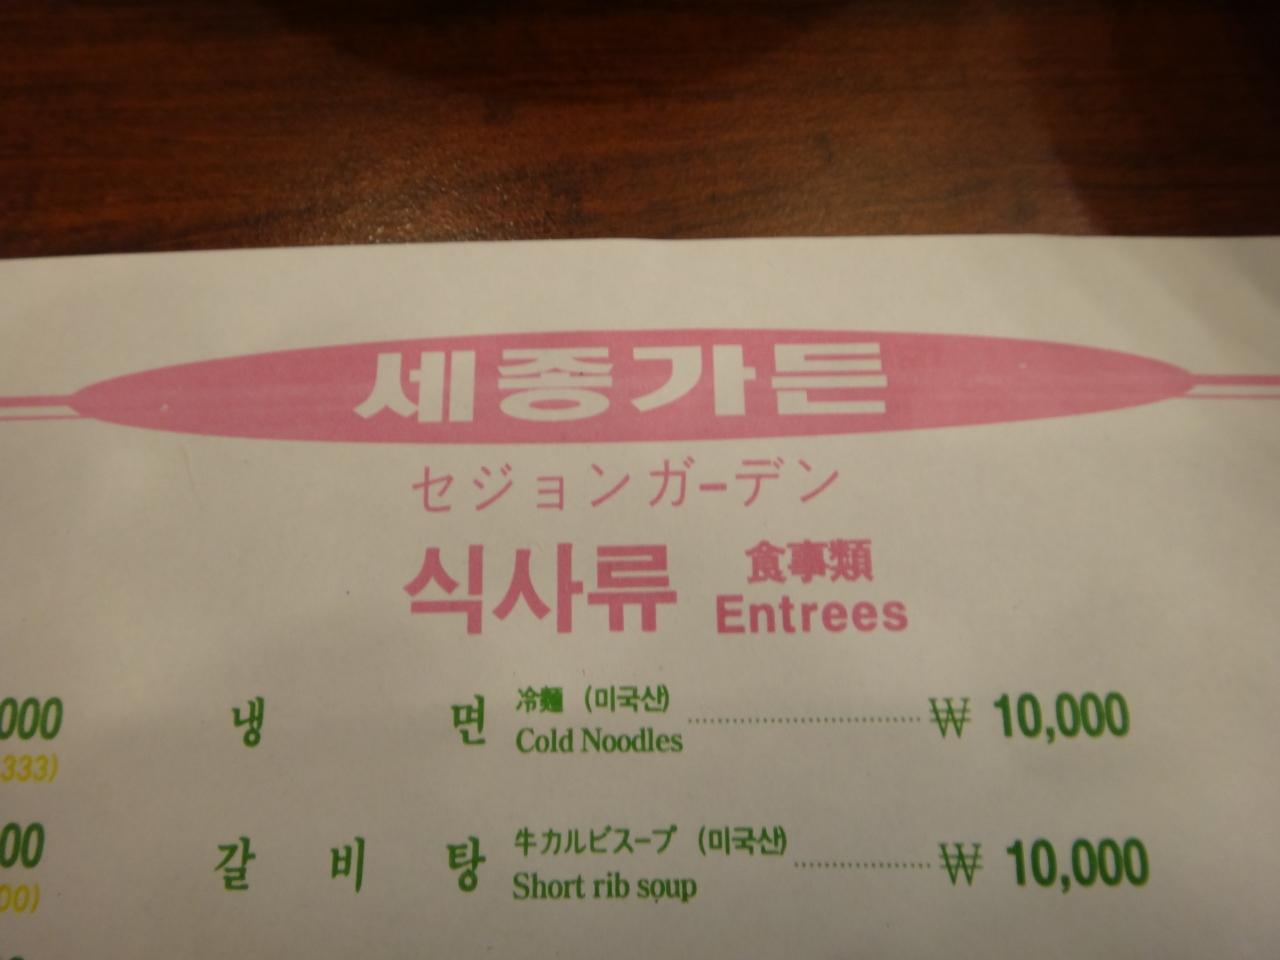 세종가든
セジョンガーデン
식사류 食事類
Entrees
000
333)
냉 면 冷麵 (미국산) ₩ 10,000
Cold Noodles
00
00)
갈 비 탕 牛カルビスープ (미국산) ₩ 10,000
Short rib soup